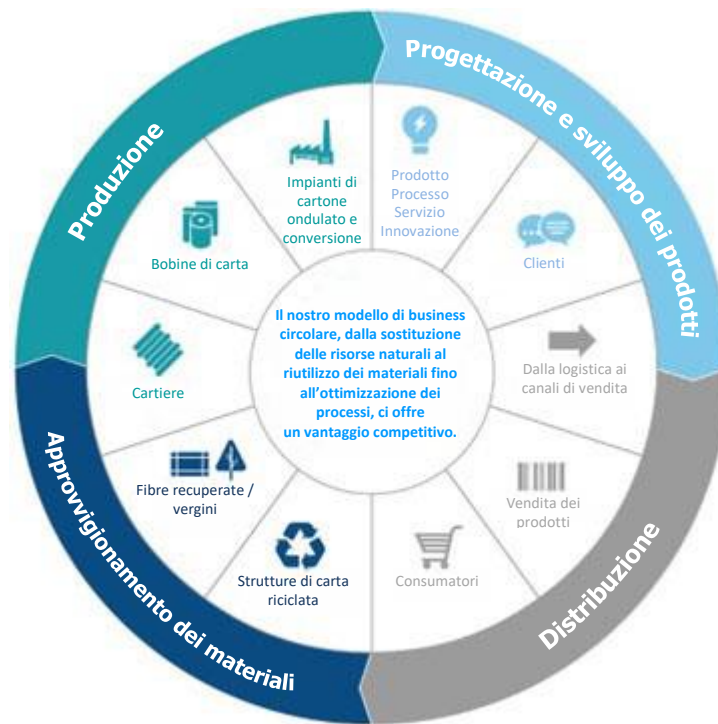 Progettazione e sviluppo dei prodotti
Produzione
Impianti di
cartone
ondulato e
conversione
Prodotto
Processo
Servizio
Innovazione
Bobine di carta
Clienti
Il nostro modello di business
circolare, dalla sostituzione
delle risorse naturali al
riutilizzo dei materiali fino
all'ottimizzazione dei
processi, ci offre
un vantaggio competitivo.
Cartiere
Dalla logistica ai
canali di vendita
Fibre recuperate /
vergini
Vendita dei
prodotti
Strutture di carta
riciclata
Consumatori
Approvvigionamento dei materiali
Distribuzione